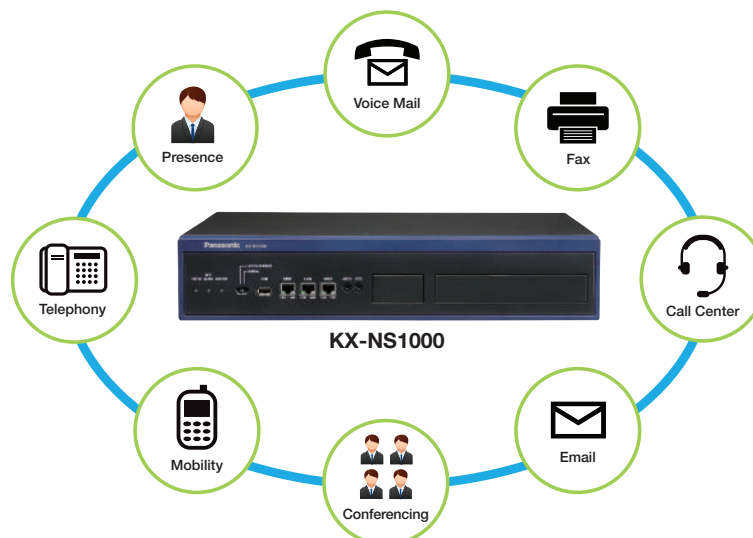 Voice Mail
Presence
Fax
Panasonic
Telephony
Call Center
KX-NS1000
Mobility
Email
Conferencing